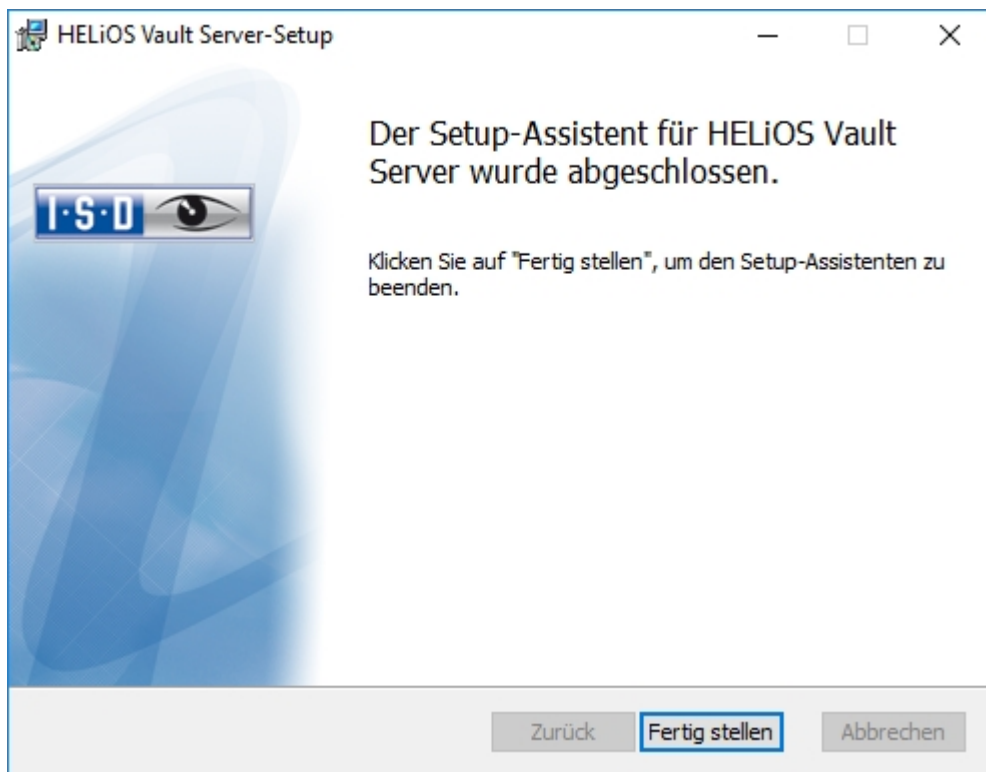 HELiOS Vault Server-Setup
Der Setup-Assistent für HELiOS Vault
Server wurde abgeschlossen.
I·S·D
Klicken Sie auf "Fertig stellen", um den Setup-Assistenten zu
beenden.
Zurück
Fertig stellen
Abbrechen